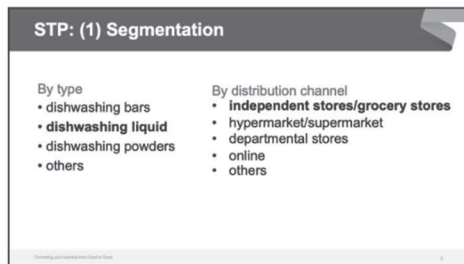 STP: (1) Segmentation
By type
• dishwashing bars
• dishwashing liquid
• dishwashing powders
• others
By distribution channel
• independent stores/grocery stores
• hypermarket/supermarket
• departmental stores
• online
• others